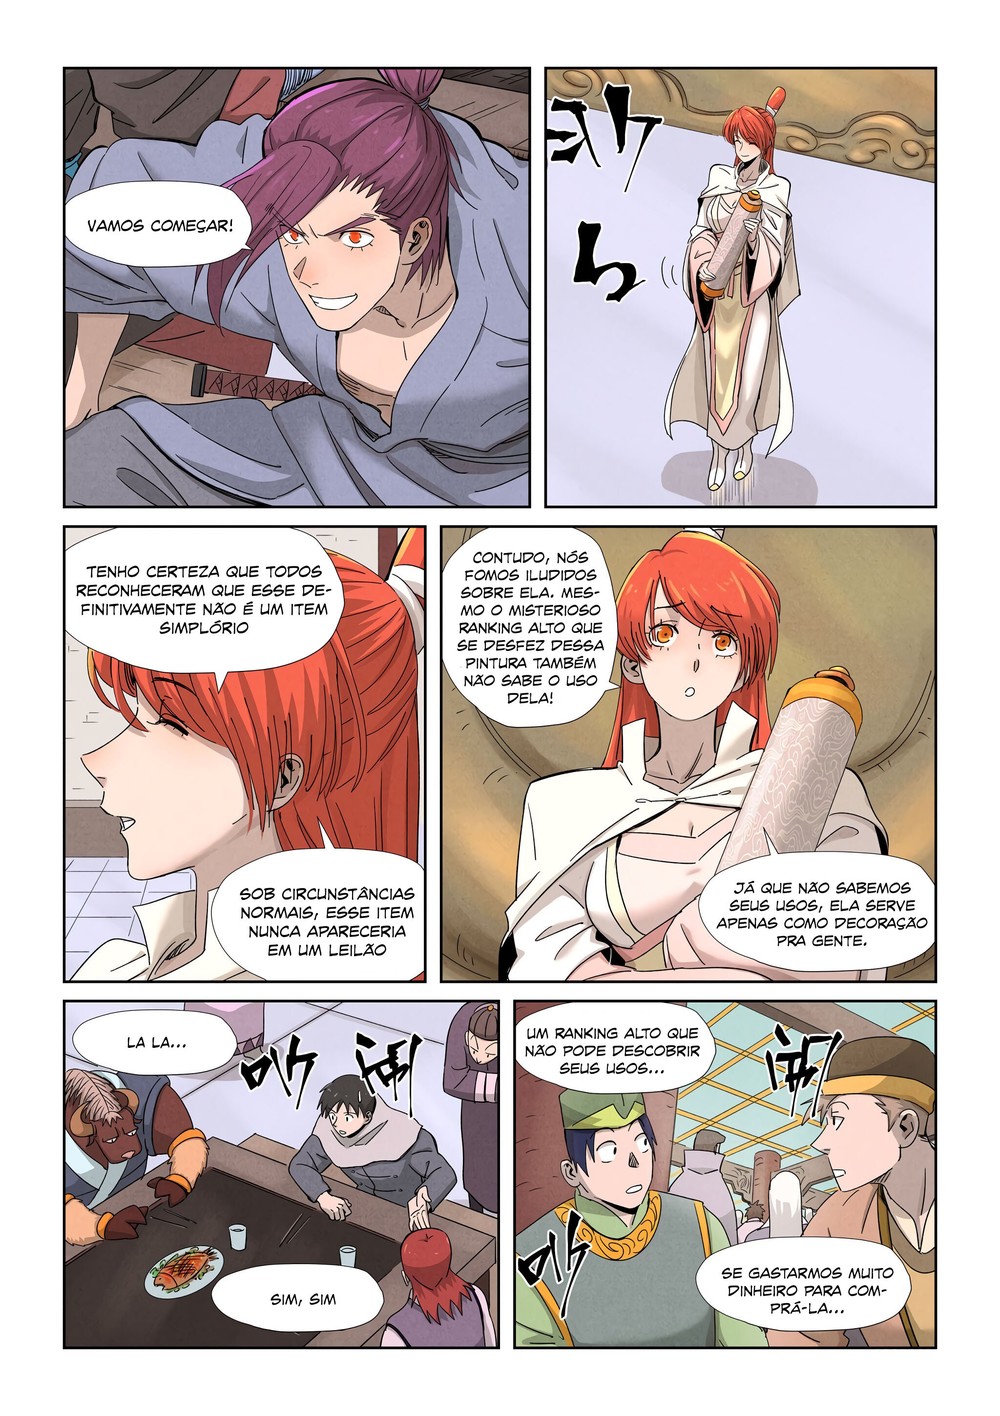 VAMOS COMEÇAR!
TENHO CERTEZA QUE TODOS
RECONHECERAM QUE ESSE DE-
FINITIVAMENTE NÃO É UM ITEM
SIMPLÓRIO
SOB CIRCUNSTÂNCIAS
NORMAIS, ESSE ITEM
NUNCA APARECERIA
EM UM LEILÃO
CONTUDO, NÓS
FOMOS ILUDIDOS
SOBRE ELA. MES-
MO O MISTERIOSO
RANKING ALTO QUE
SE DESFEZ DESSA
PINTURA TAMBÉM
NÃO SABE O USO
DELA!
JÁ QUE NÃO SABEMOS
SEUS USOS, ELA SERVE
APENAS COMO DECORAÇÃO
PRA GENTE.
LA LA...
SIM, SIM
UM RANKING ALTO QUE
NÃO PODE DESCOBRIR
SEUS USOS...
SE GASTARMOS MUITO
DINHEIRO PARA COM-
PRÁ-LA...